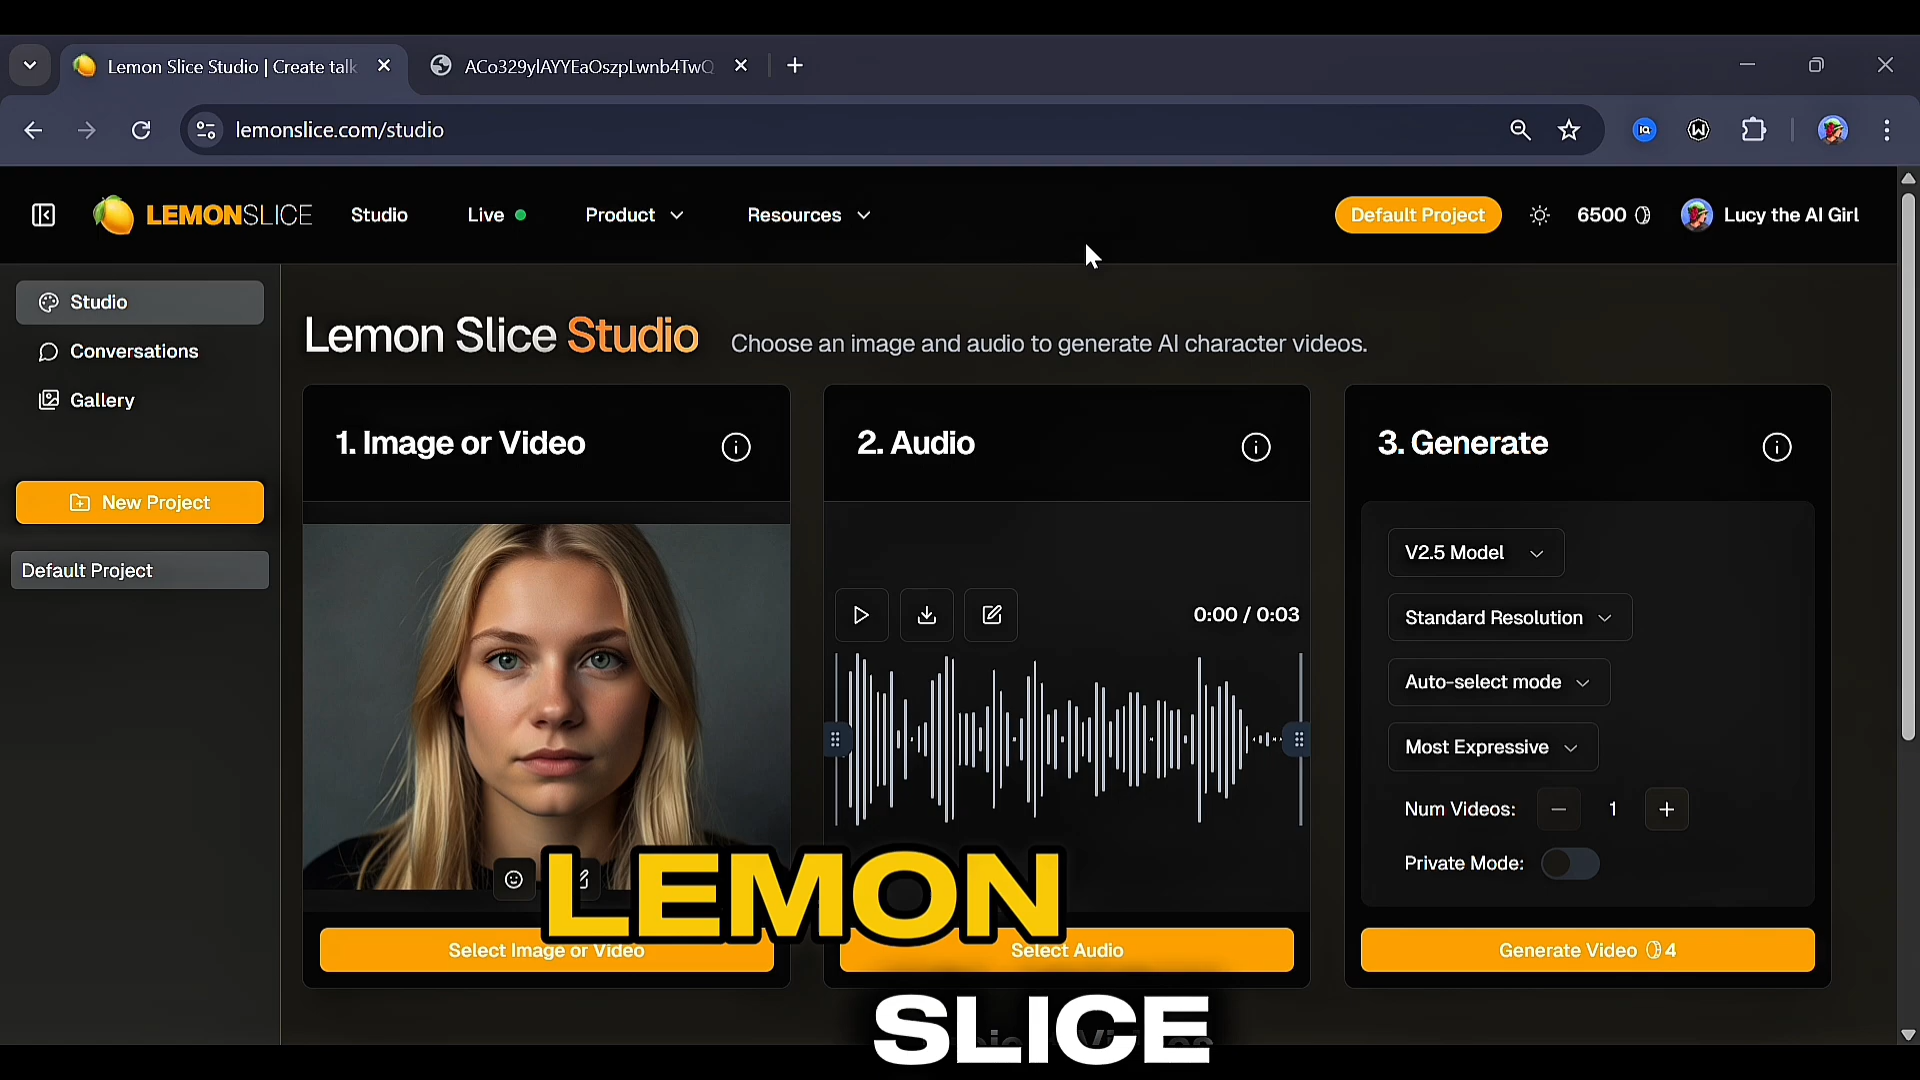 Lemon Slice Studio | Create talk
ACo329ylAYYEaOszpLwnb4TwQ
lemonslice.com/studio
LEMONSLICE
Studio
Live
Product
Resources
Default Project
6500
Lucy the AI Girl
Studio
Conversations
Gallery
New Project
Default Project
Lemon Slice Studio
Choose an image and audio to generate AI character videos.
1. Image or Video
Select Image or Video
2. Audio
0:00 / 0:03
Select Audio
3. Generate
V2.5 Model
Standard Resolution
Auto-select mode
Most Expressive
Num Videos: 1
Private Mode:
Generate Video 4
LEMON
SLICE